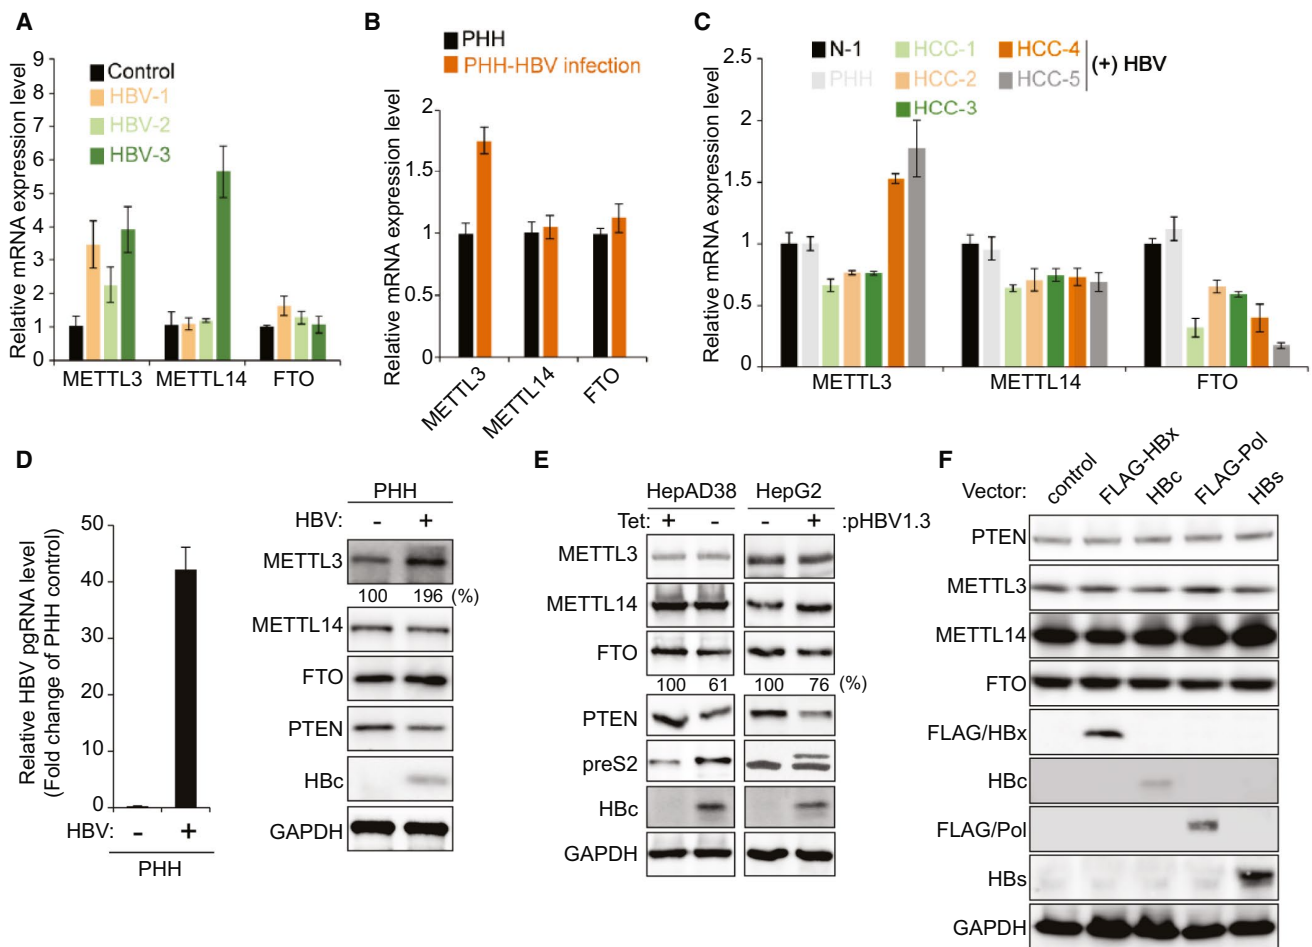 A
Relative mRNA expression level
9
8
7
6
5
4
3
2
1
0
Control
HBV-1
HBV-2
HBV-3
METTL3 METTL14 FTO
B
PHH
PHH-HBV infection
Relative mRNA expression level
2
1.5
1
0.5
0
METTL3
METTL14
FTO
C
N-1 HCC-1 HCC-4
PHH HCC-2 HCC-5
HCC-3
(+) HBV
Relative mRNA expression level
2.5
2
1.5
1
0.5
0
METTL3 METTL14 FTO
D
Relative HBV pgRNA level
(Fold change of PHH control)
50
40
30
20
10
0
HBV: - +
PHH
PHH
HBV: - +
METTL3
100 196 (%)
METTL14
FTO
PTEN
HBc
GAPDH
E
HepAD38 HepG2
Tet: + - - + :pHBV1.3
METTL3
METTL14
FTO
100 61 100 76 (%)
PTEN
preS2
HBc
GAPDH
F
Vector: control FLAG-HBx HBc FLAG-Pol HBs
PTEN
METTL3
METTL14
FTO
FLAG/HBx
HBc
FLAG/Pol
HBs
GAPDH